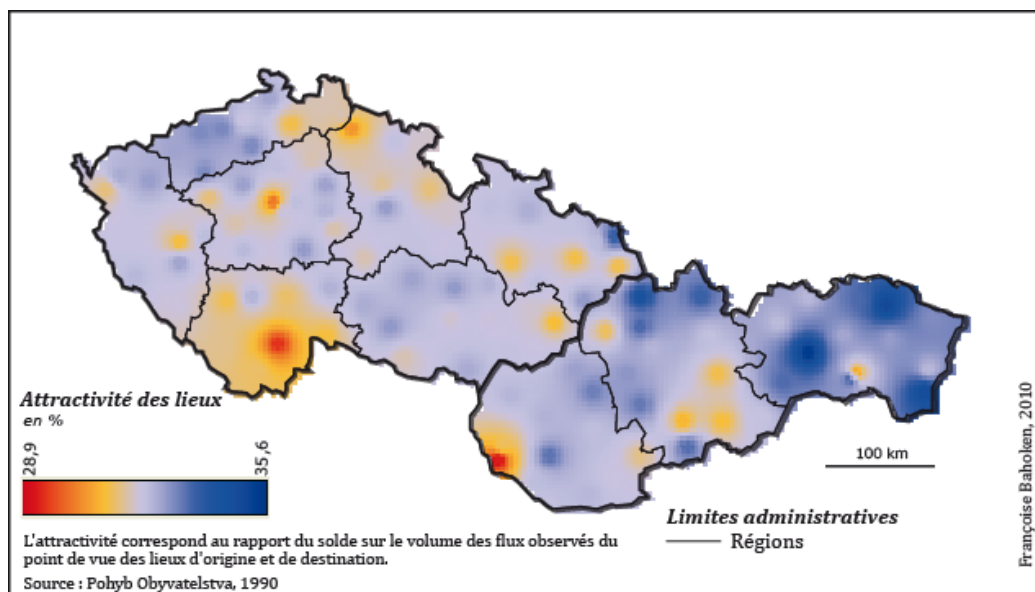 Attractivité des lieux
en %
28,9
35,6
100 km
Limites administratives
Régions
L'attractivité correspond au rapport du solde sur le volume des flux observés du
point de vue des lieux d'origine et de destination.
Source : Pohyb Obyvatelstva, 1990
Françoise Bahoken, 2010